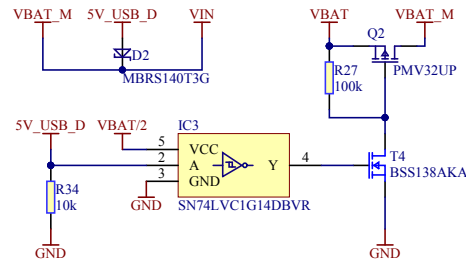 VBAT_M 5V_USB_D VIN VBAT VBAT_M
Q2
D2
MBRS140T3G
R27
100k
PMV32UP
5V_USB_D VBAT/2 IC3
5 VCC
2 A Y 4
3 GND
T4
BSS138AKA
R34
10k
GND
SN74LVC1G14DBVR
GND GND